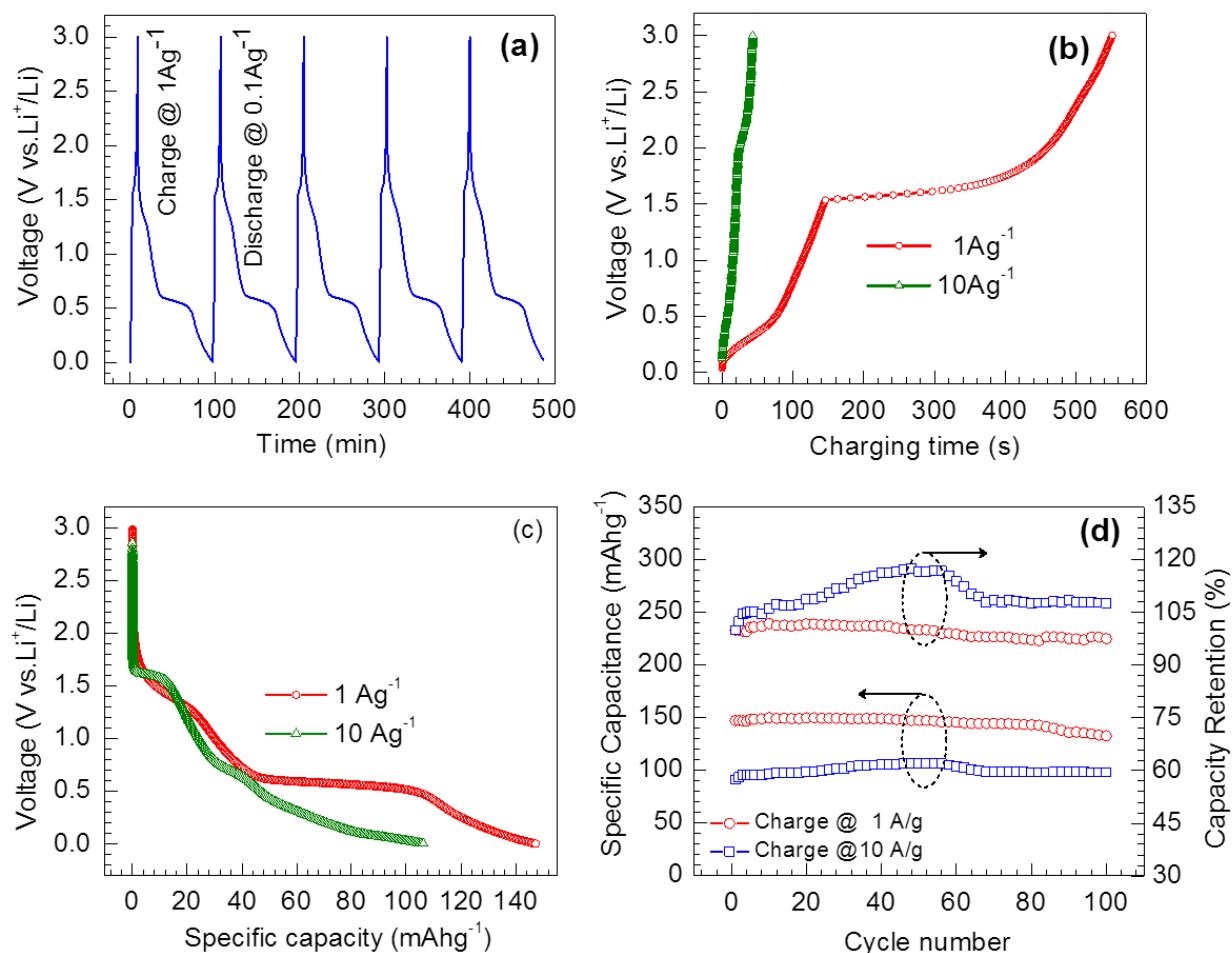 (a)
Charge @ 1Ag⁻¹
Discharge @ 0.1Ag⁻¹
Voltage (V vs.Li⁺/Li)
3.0
2.5
2.0
1.5
1.0
0.5
0.0
0 100 200 300 400 500
Time (min)
(b)
Voltage (V vs.Li⁺/Li)
3.0
2.5
2.0
1.5
1.0
0.5
0.0
1Ag⁻¹
10Ag⁻¹
0 100 200 300 400 500 600
Charging time (s)
(c)
Voltage (V vs.Li⁺/Li)
3.0
2.5
2.0
1.5
1.0
0.5
0.0
1 Ag⁻¹
10 Ag⁻¹
0 20 40 60 80 100 120 140
Specific capacity (mAhg⁻¹)
(d)
Specific Capacitance (mAhg⁻¹)
350
300
250
200
150
100
50
0
Charge @ 1 A/g
Charge @10 A/g
0 20 40 60 80 100
Cycle number
135
120
105
90
75
60
45
30
Capacity Retention (%)